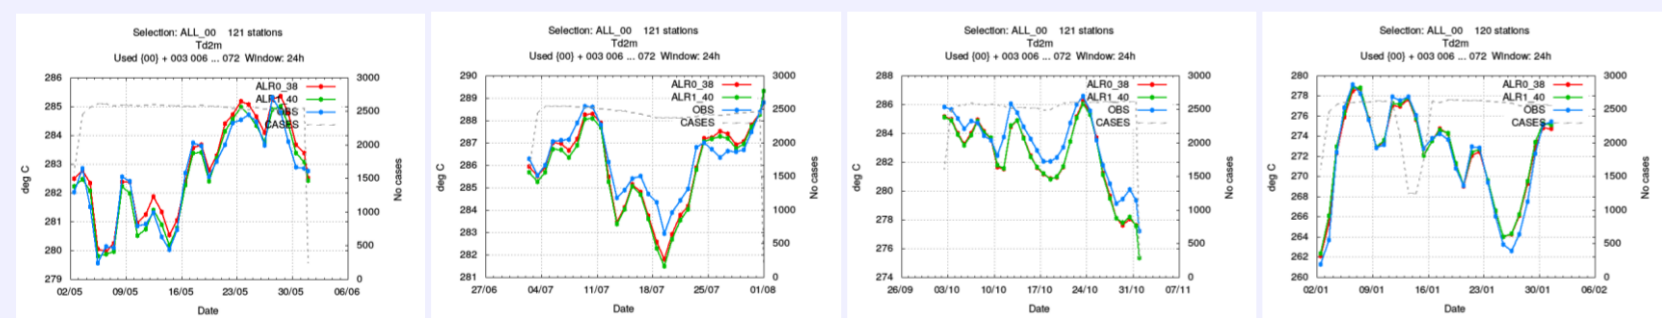 Selection: ALL_00 121 stations
Td2m
Used {00} + 003 006 ... 072 Window: 24h
ALR0_38
ALR1_40
OBS
CASES
286
285
284
283
282
281
280
279
3000
2500
2000
1500
1000
500
0
deg C
No cases
02/05 09/05 16/05 23/05 30/05 06/06
Date
Selection: ALL_00 121 stations
Td2m
Used {00} + 003 006 ... 072 Window: 24h
ALR0_38
ALR1_40
OBS
CASES
290
289
288
287
286
285
284
283
282
281
3000
2500
2000
1500
1000
500
0
deg C
No cases
27/06 04/07 11/07 18/07 25/07 01/08
Date
Selection: ALL_00 121 stations
Td2m
Used {00} + 003 006 ... 072 Window: 24h
ALR0_38
ALR1_40
OBS
CASES
288
286
284
282
280
278
276
274
3000
2500
2000
1500
1000
500
0
deg C
No cases
26/09 03/10 10/10 17/10 24/10 31/10 07/11
Date
Selection: ALL_00 120 stations
Td2m
Used {00} + 003 006 ... 072 Window: 24h
ALR0_38
ALR1_40
OBS
CASES
280
278
276
274
272
270
268
266
264
262
260
3000
2500
2000
1500
1000
500
0
deg C
No cases
02/01 09/01 16/01 23/01 30/01 06/02
Date